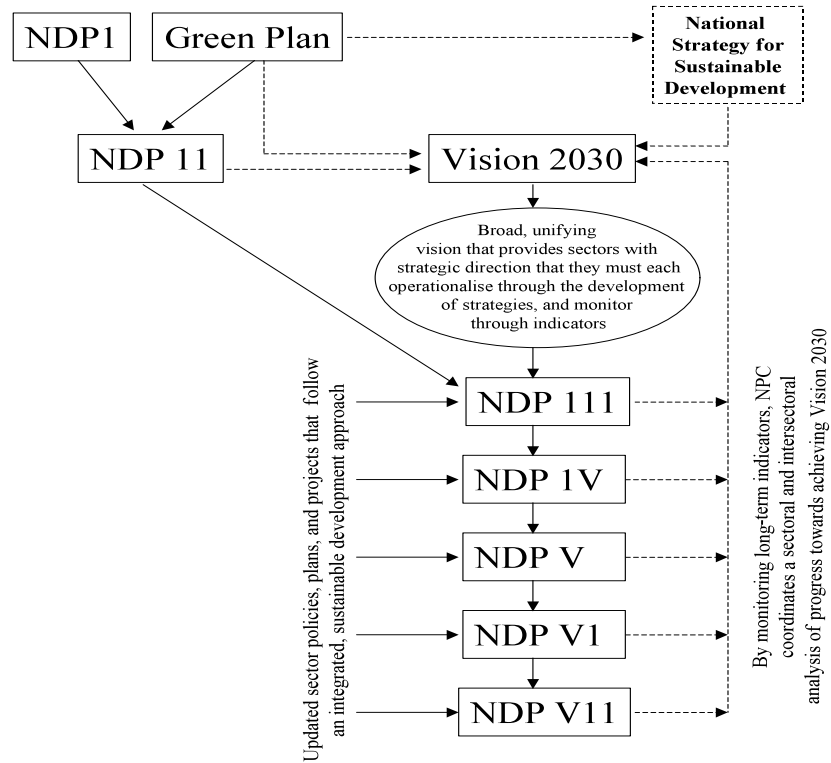 NDP1
Green Plan
National
Strategy for
Sustainable
Development
NDP 11
Vision 2030
Broad, unifying
vision that provides sectors with
strategic direction that they must each
operationalise through the development
of strategies, and monitor
through indicators
NDP 111
NDP 1V
NDP V
NDP V1
NDP V11
Updated sector policies, plans, and projects that follow
an integrated, sustainable development approach
By monitoring long-term indicators, NPC
coordinates a sectoral and intersectoral
analysis of progress towards achieving Vision 2030